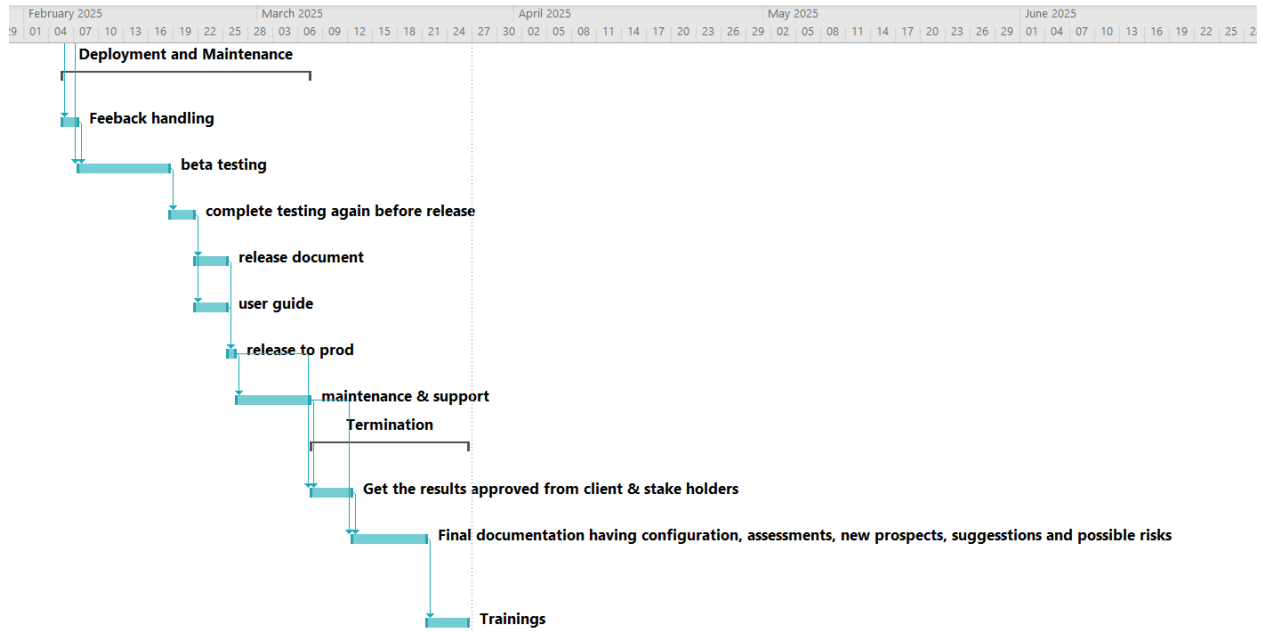 February 2025 March 2025 April 2025 May 2025 June 2025
29 01 04 07 10 13 16 19 22 25 28 03 06 09 12 15 18 21 24 27 30 02 05 08 11 14 17 20 23 26 29 02 05 08 11 14 17 20 23 26 29 01 04 07 10 13 16 19 22 25
Deployment and Maintenance
Feeback handling
beta testing
complete testing again before release
release document
user guide
release to prod
maintenance & support
Termination
Get the results approved from client & stake holders
Final documentation having configuration, assessments, new prospects, suggesstions and possible risks
Trainings